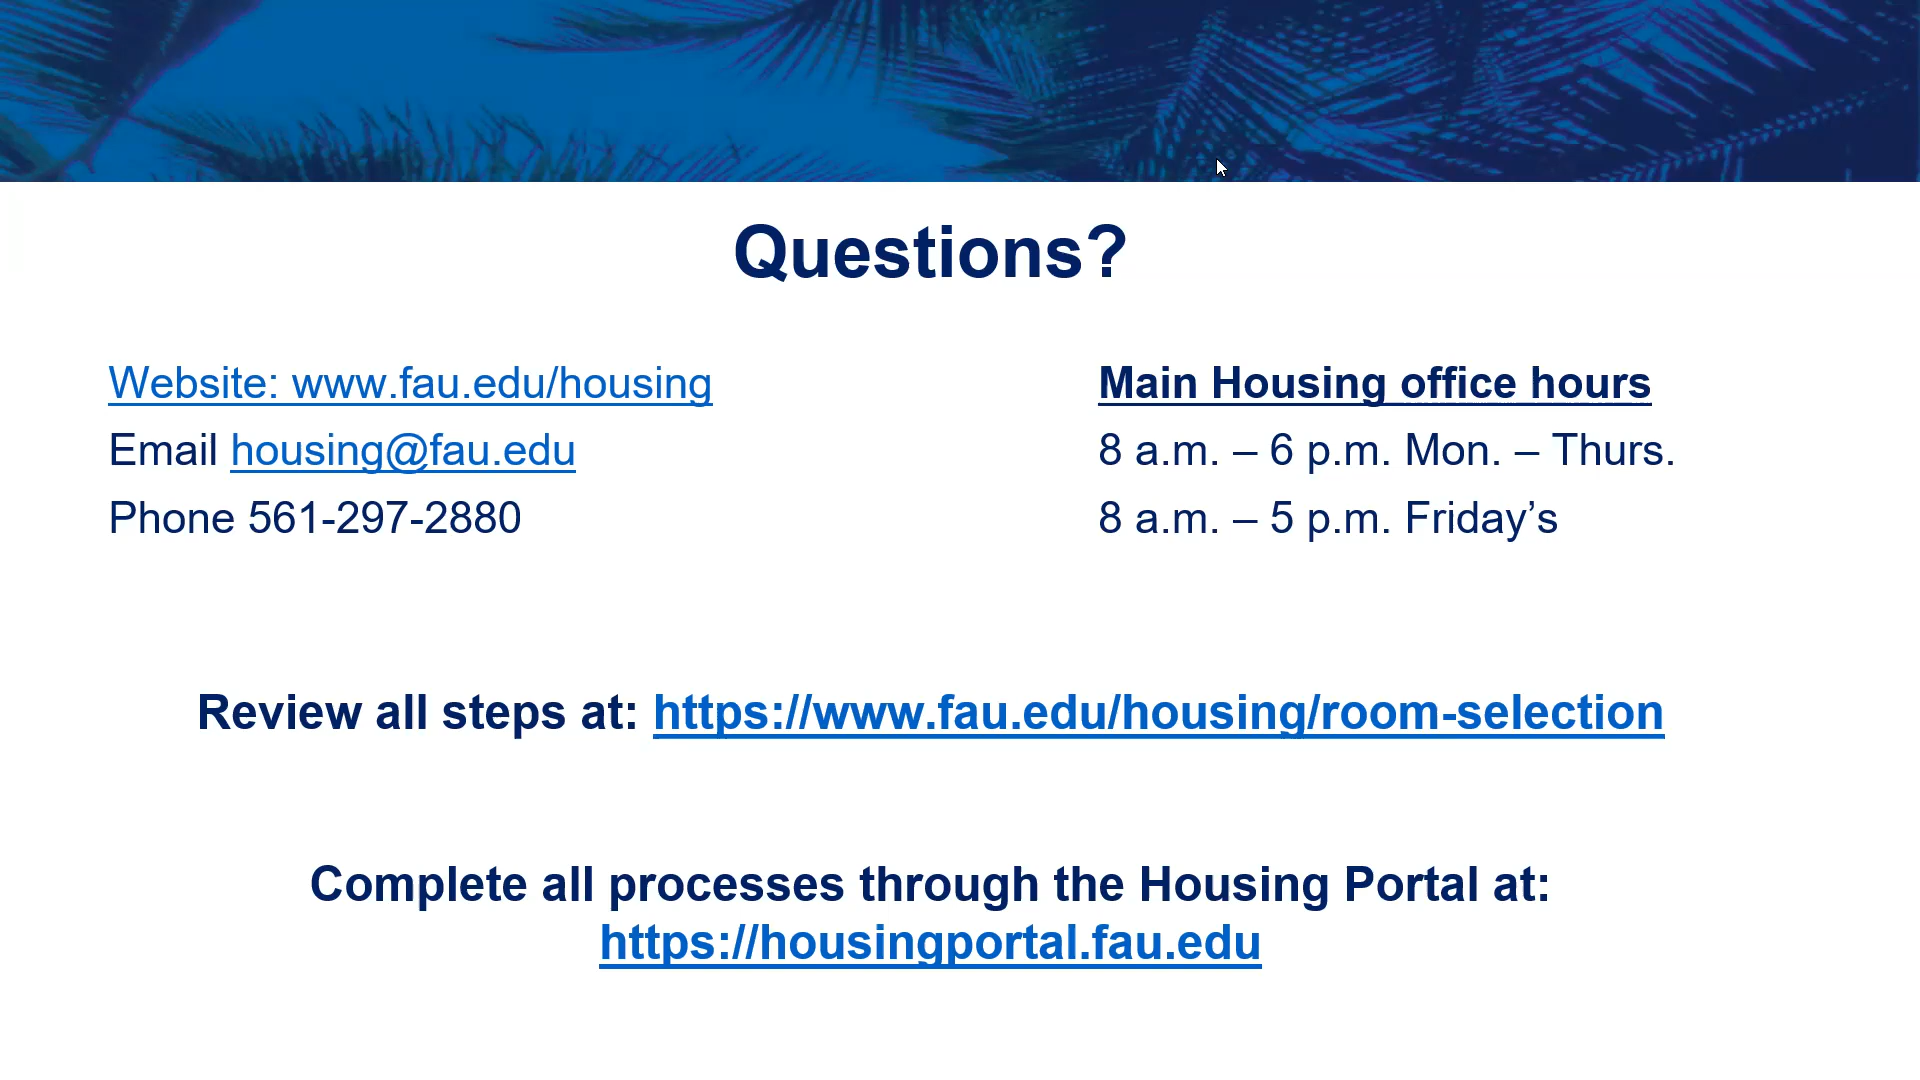 Questions?
Website: www.fau.edu/housing
Email housing@fau.edu
Phone 561-297-2880
Main Housing office hours
8 a.m. – 6 p.m. Mon. – Thurs.
8 a.m. – 5 p.m. Friday’s
Review all steps at: https://www.fau.edu/housing/room-selection
Complete all processes through the Housing Portal at:
https://housingportal.fau.edu